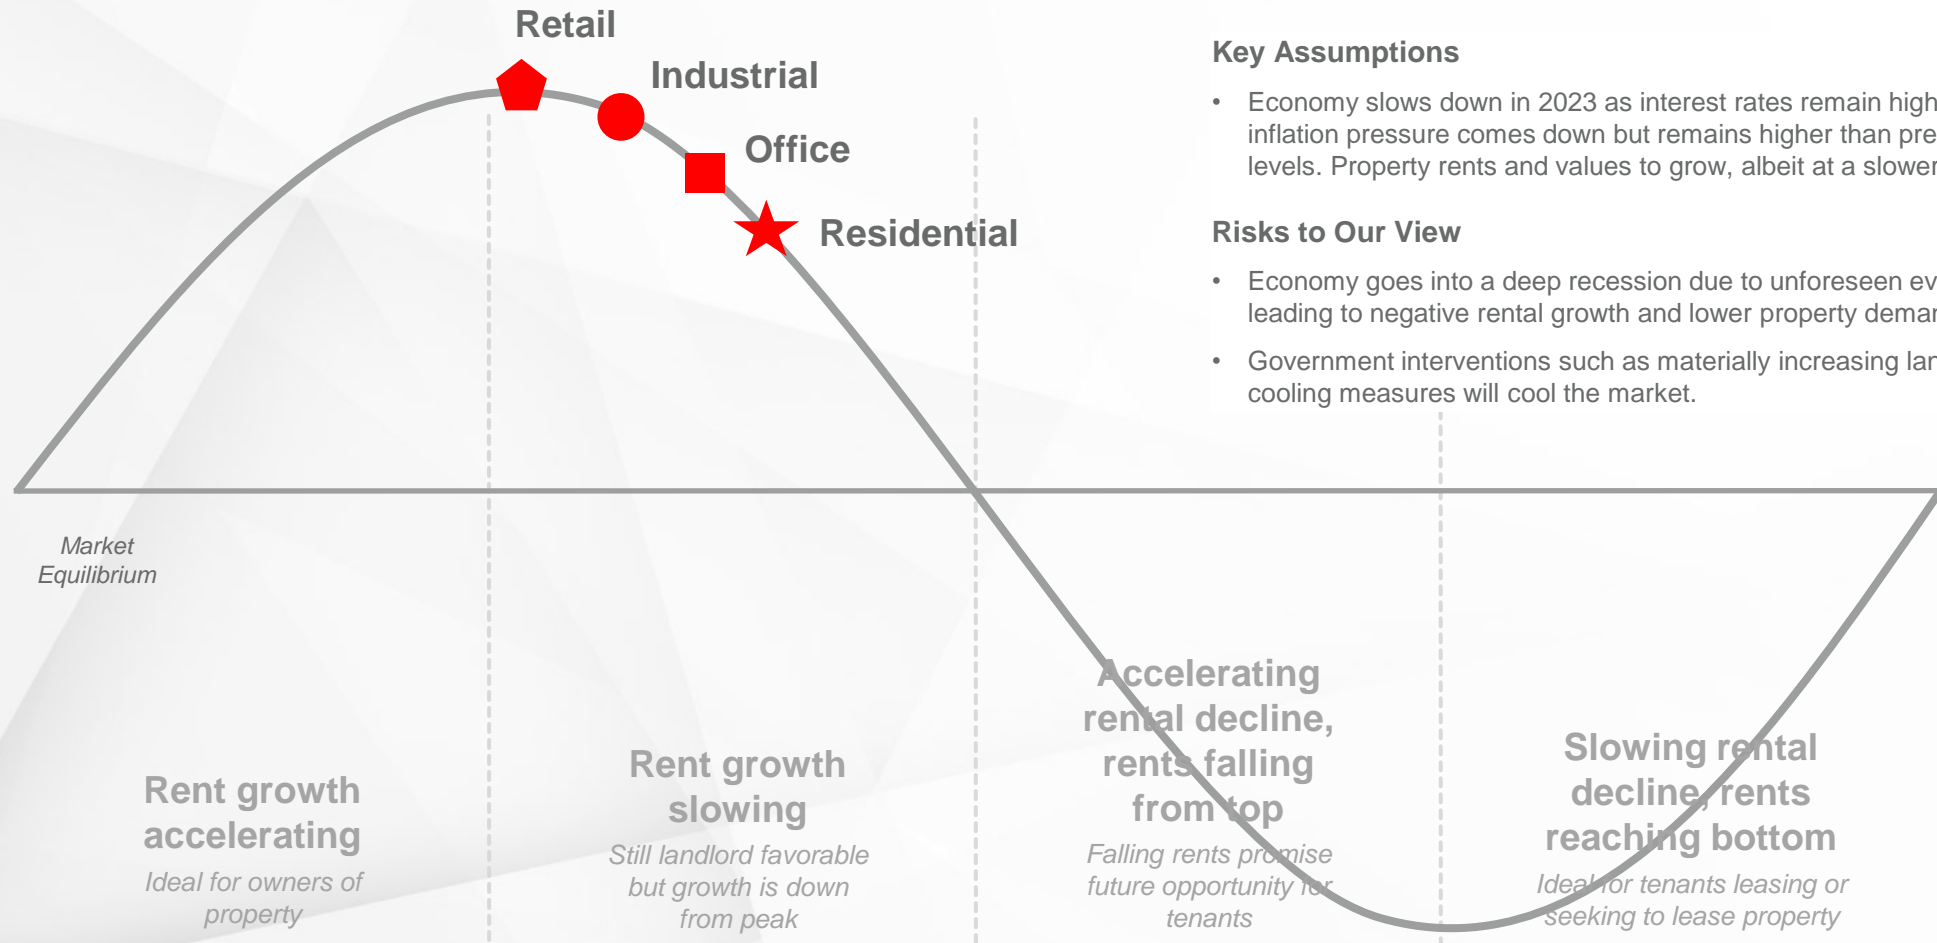 Retail
Industrial
Office
Residential
Key Assumptions
• Economy slows down in 2023 as interest rates remain high
inflation pressure comes down but remains higher than pre
levels. Property rents and values to grow, albeit at a slower
Risks to Our View
• Economy goes into a deep recession due to unforeseen ev
leading to negative rental growth and lower property demar
• Government interventions such as materially increasing lar
cooling measures will cool the market.
Market
Equilibrium
Rent growth
accelerating
Ideal for owners of
property
Rent growth
slowing
Still landlord favorable
but growth is down
from peak
Accelerating
rental decline,
rents falling
from top
Falling rents promise
future opportunity for
tenants
Slowing rental
decline, rents
reaching bottom
Ideal for tenants leasing or
seeking to lease property